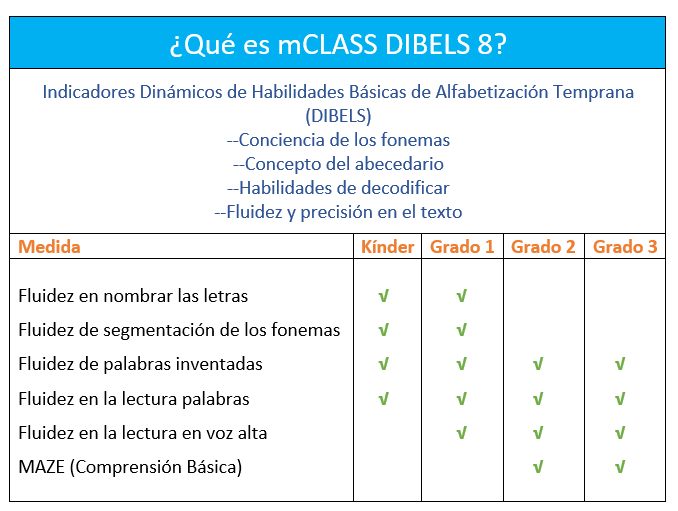 ¿Qué es mCLASS DIBELS 8?
Indicadores Dinámicos de Habilidades Básicas de Alfabetización Temprana
(DIBELS)
--Conciencia de los fonemas
--Concepto del abecedario
--Habilidades de decodificar
--Fluidez y precisión en el texto
Medida Kínder Grado 1 Grado 2 Grado 3
Fluidez en nombrar las letras √ √
Fluidez de segmentación de los fonemas √ √
Fluidez de palabras inventadas √ √ √ √
Fluidez en la lectura palabras √ √ √ √
Fluidez en la lectura en voz alta √ √ √
MAZE (Comprensión Básica) √ √